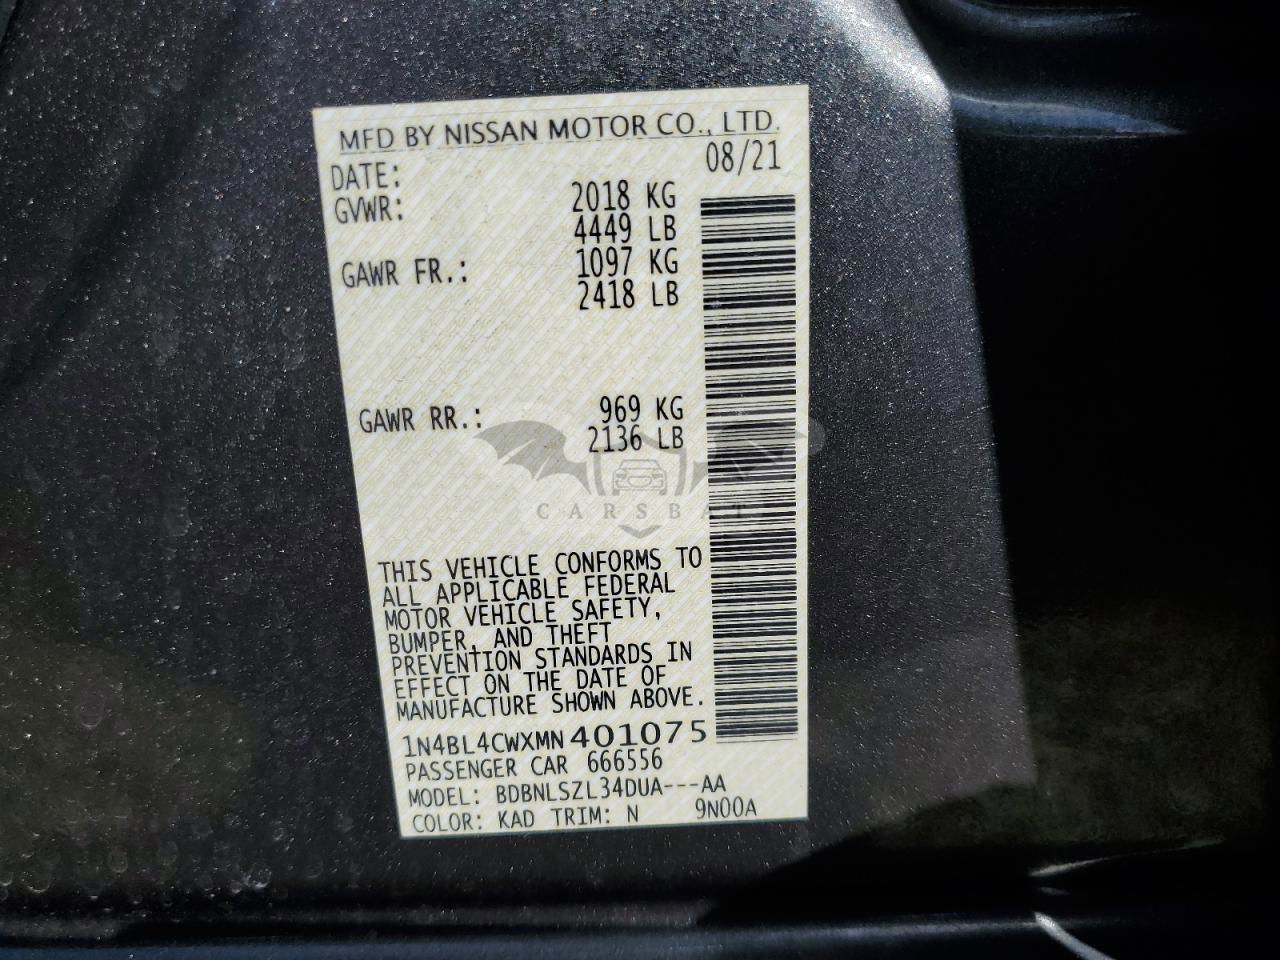 MFD BY NISSAN MOTOR CO., LTD.
DATE: 08/21
GVWR: 2018 KG
4449 LB
GAWR FR.: 1097 KG
2418 LB
GAWR RR.: 969 KG
2136 LB
CARSBAT
THIS VEHICLE CONFORMS TO
ALL APPLICABLE FEDERAL
MOTOR VEHICLE SAFETY,
BUMPER, AND THEFT
PREVENTION STANDARDS IN
EFFECT ON THE DATE OF
MANUFACTURE SHOWN ABOVE.
1N4BL4CWXMN401075
PASSENGER CAR 666556
MODEL: BDBNLSZL34DUA---AA
COLOR: KAD TRIM: N 9N00A